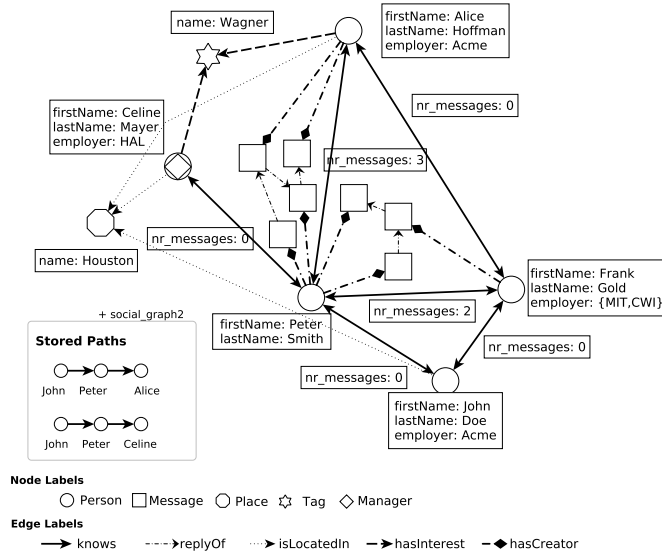 name: Wagner
firstName: Alice
lastName: Hoffman
employer: Acme
nr_messages: 0
firstName: Celine
lastName: Mayer
employer: HAL
nr_messages: 3
nr_messages: 0
name: Houston
firstName: Frank
lastName: Gold
employer: {MIT,CWI}
nr_messages: 2
+ social_graph2
firstName: Peter
lastName: Smith
nr_messages: 0
Stored Paths
John Peter Alice
John Peter Celine
nr_messages: 0
firstName: John
lastName: Doe
employer: Acme
Node Labels
Person Message Place Tag Manager
Edge Labels
knows replyOf isLocatedIn hasInterest hasCreator